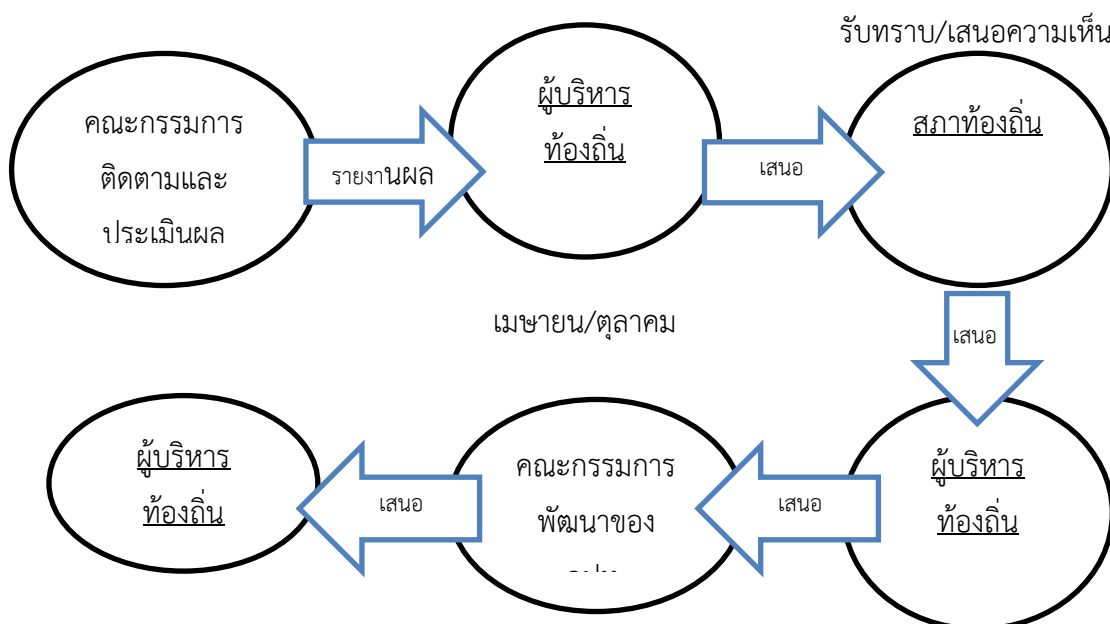 รับทราบ/เสนอความเห็น
คณะกรรมการ
ติดตามและ
ประเมินผล
รายงานผล
ผู้บริหาร
ท้องถิ่น
เสนอ
สภาท้องถิ่น
เมษายน/ตุลาคม
เสนอ
ผู้บริหาร
ท้องถิ่น
เสนอ
คณะกรรมการ
พัฒนาของ
เสนอ
ผู้บริหาร
ท้องถิ่น